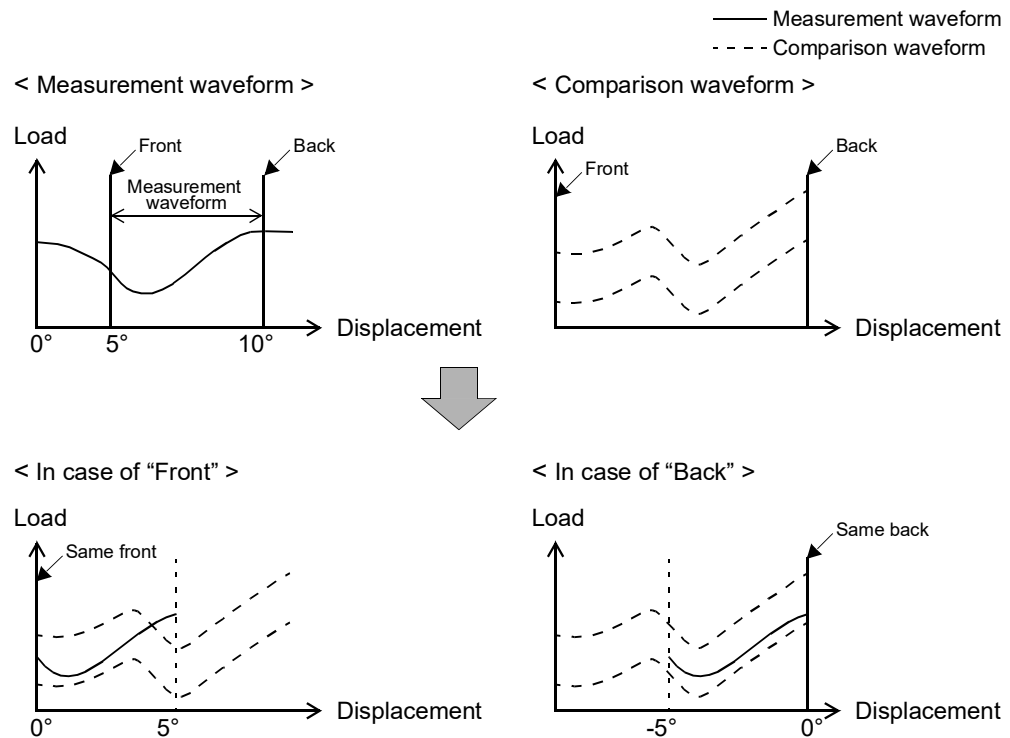 Measurement waveform
Comparison waveform
< Measurement waveform >
Load
Front
Back
Measurement
waveform
Displacement
0°
5°
10°
< Comparison waveform >
Load
Front
Back
Displacement
< In case of “Front” >
Load
Same front
Displacement
0°
5°
< In case of “Back” >
Load
Same back
Displacement
-5°
0°